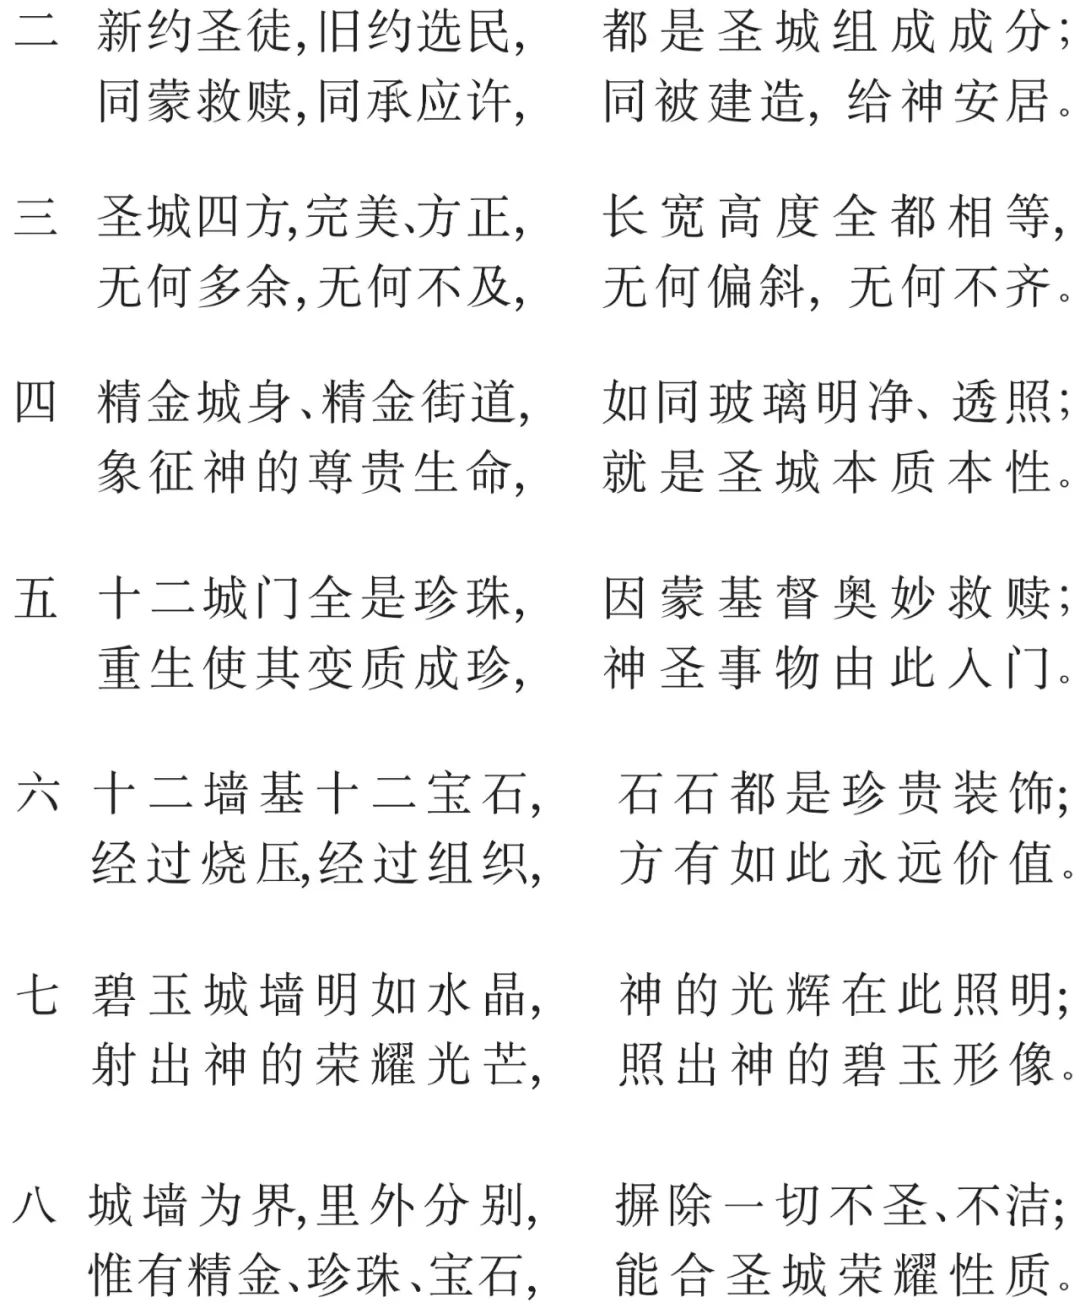 二 新约圣徒,旧约选民, 都是圣城组成成分;
同蒙救赎,同承应许, 同被建造, 给神安居。
三 圣城四方,完美、方正, 长宽高度全都相等,
无何多余,无何不及, 无何偏斜, 无何不齐。
四 精金城身、精金街道, 如同玻璃明净、透照;
象征神的尊贵生命, 就是圣城本质本性。
五 十二城门全是珍珠, 因蒙基督奥妙救赎;
重生使其变质成珍, 神圣事物由此入门。
六 十二墙基十二宝石, 石石都是珍贵装饰;
经过烧压,经过组织, 方有如此永远价值。
七 碧玉城墙明如水晶, 神的光辉在此照明;
射出神的荣耀光芒, 照出神的碧玉形像。
八 城墙为界,里外分别, 摒除一切不圣、不洁;
惟有精金、珍珠、宝石, 能合圣城荣耀性质。